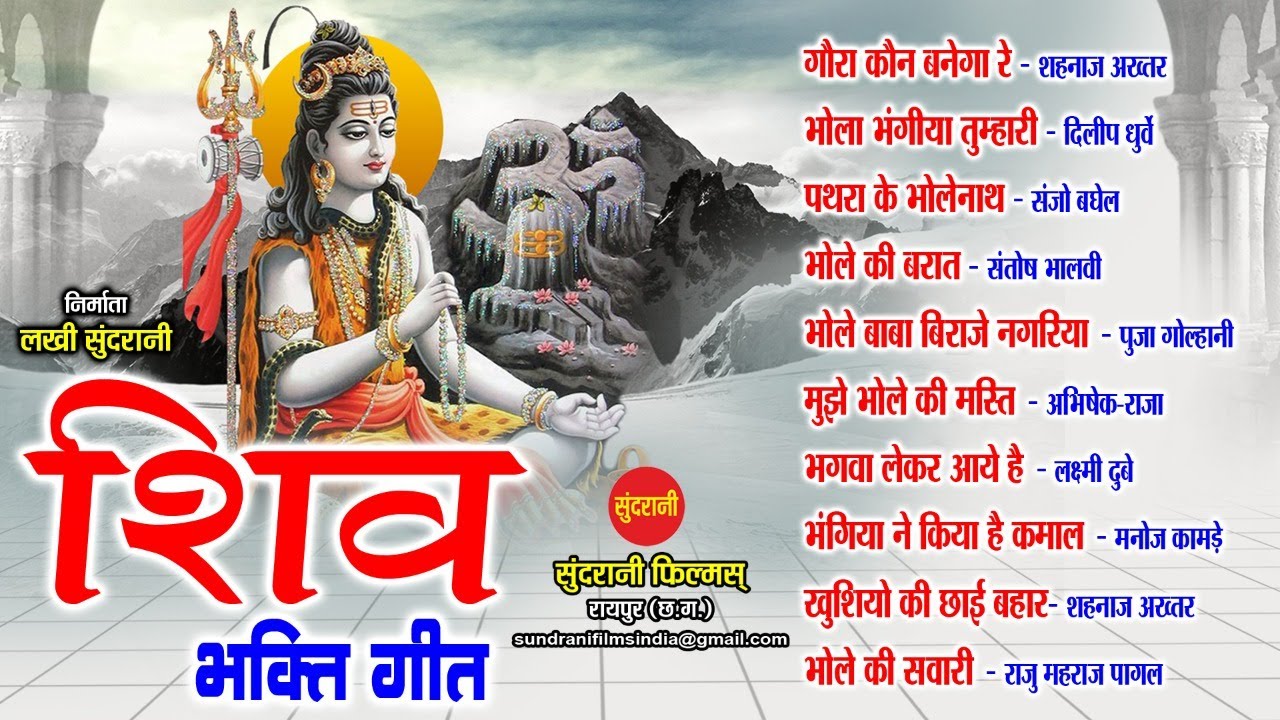 निर्माता
लखी सुंदरानी
शिव
भक्ति गीत
सुंदरानी
सुंदरानी फिल्मस्
रायपुर (छ.ग.)
sundranifilmsindia@gmail.com
गौरा कौन बनेगा रे - शहनाज अख्तर
भोला भंगीया तुम्हारी - दिलीप धुर्वे
पथरा के भोलेनाथ - संजो बघेल
भोले की बरात - संतोष भालवी
भोले बाबा बिराजे नगरिया - पुजा गोल्हानी
मुझे भोले की मस्ति - अभिषेक-राजा
भगवा लेकर आये है - लक्ष्मी दुबे
भंगिया ने किया है कमाल - मनोज कामड़े
खुशियो की छाई बहार- शहनाज अख्तर
भोले की सवारी - राजु महराज पागल